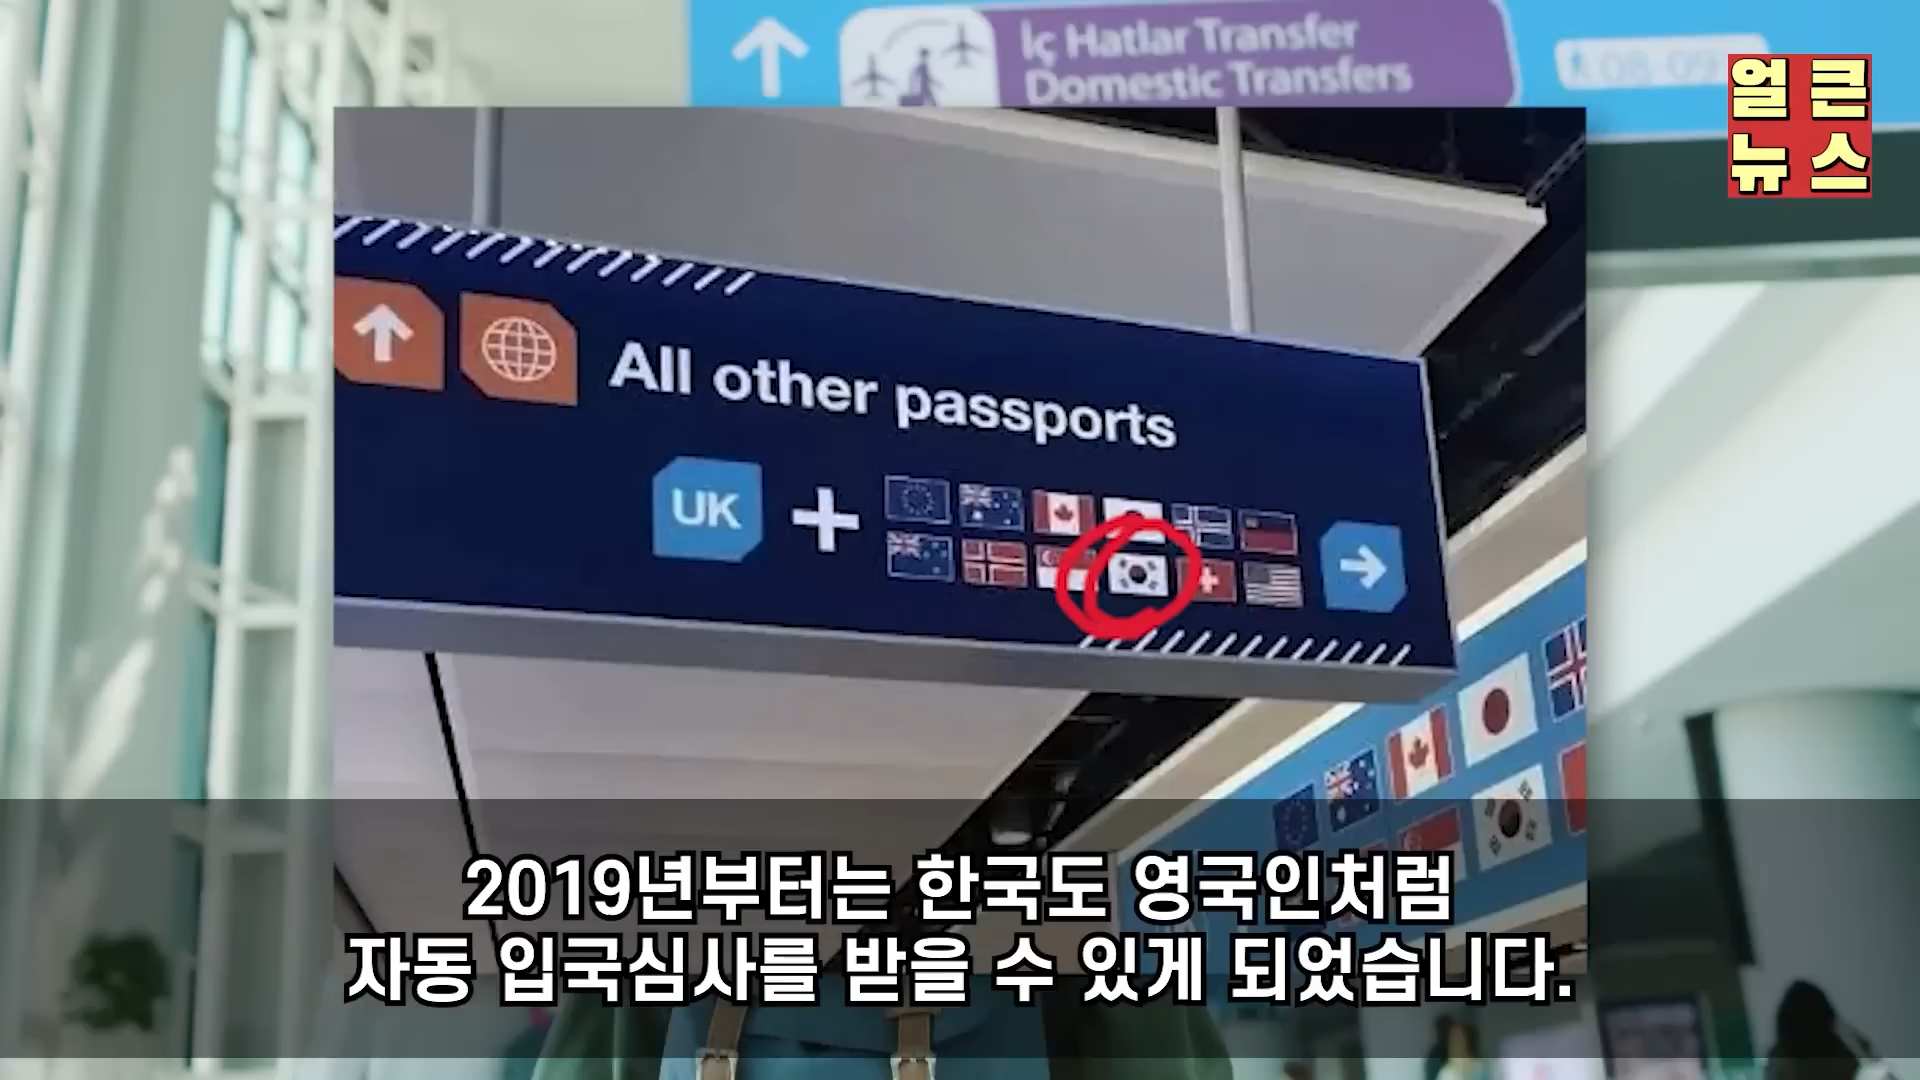 İç Hatlar Transfer
Domestic Transfers
08-09
얼큰
뉴스
All other passports
UK +
2019년부터는 한국도 영국인처럼
자동 입국심사를 받을 수 있게 되었습니다.